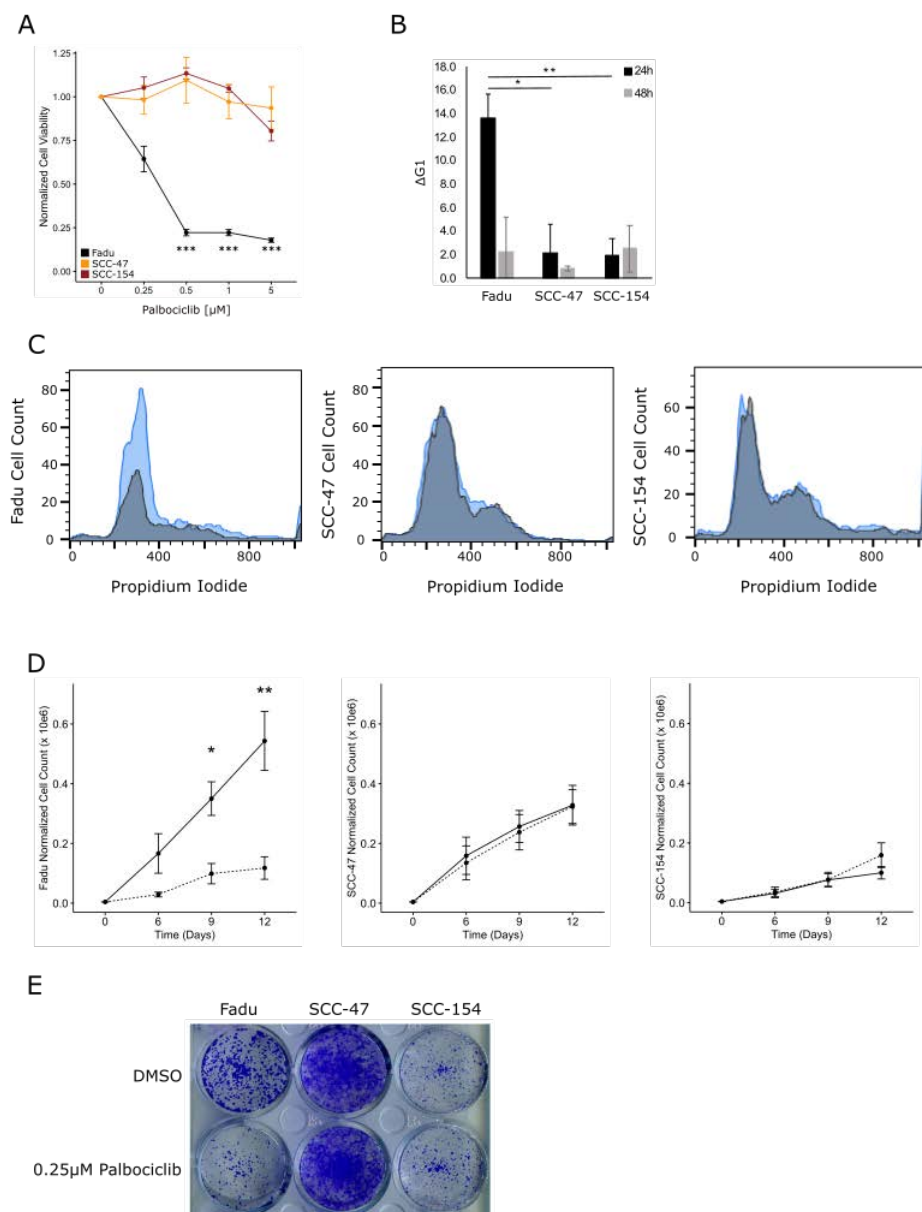 A
Normalized Cell Viability
1.25
1.00
0.75
0.50
0.25
0.00
*** *** ***
Fadu
SCC-47
SCC-154
0 0.25 0.5 1 5
Palbociclib [µM]
B
ΔG1
18.0
16.0
14.0
12.0
10.0
8.0
6.0
4.0
2.0
0.0
**
*
24h
48h
Fadu SCC-47 SCC-154
C
Fadu Cell Count
80
60
40
20
0
0 400 800
Propidium Iodide
SCC-47 Cell Count
80
60
40
20
0
0 400 800
Propidium Iodide
SCC-154 Cell Count
60
40
20
0
0 400 800
Propidium Iodide
D
Fadu Normalized Cell Count (x 10e6)
0.6
0.4
0.2
0.0
*
**
0 6 9 12
Time (Days)
SCC-47 Normalized Cell Count (x 10e6)
0.6
0.4
0.2
0.0
0 6 9 12
Time (Days)
SCC-154 Normalized Cell Count (x 10e6)
0.6
0.4
0.2
0.0
0 6 9 12
Time (Days)
E
Fadu SCC-47 SCC-154
DMSO
0.25µM Palbociclib